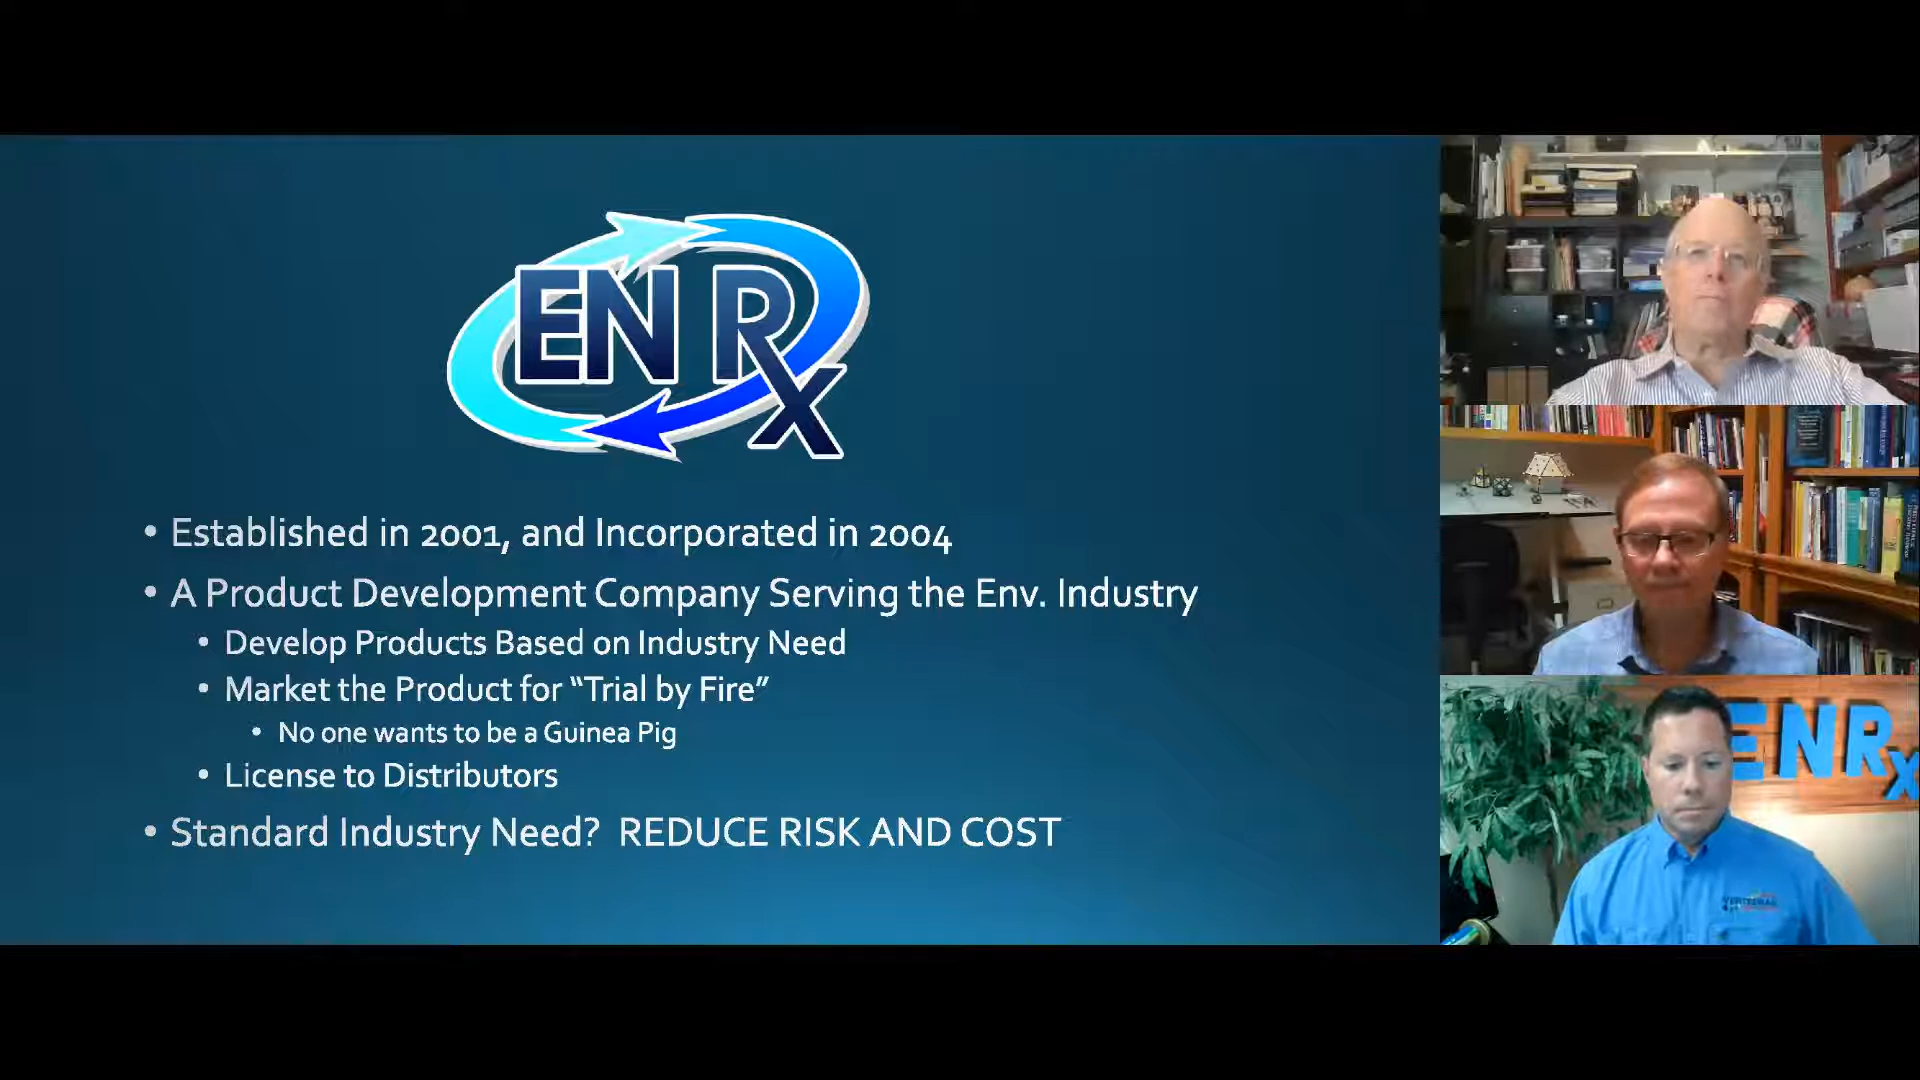 EN Rx
• Established in 2001, and Incorporated in 2004
• A Product Development Company Serving the Env. Industry
• Develop Products Based on Industry Need
• Market the Product for “Trial by Fire”
• No one wants to be a Guinea Pig
• License to Distributors
• Standard Industry Need?  REDUCE RISK AND COST
ENRx